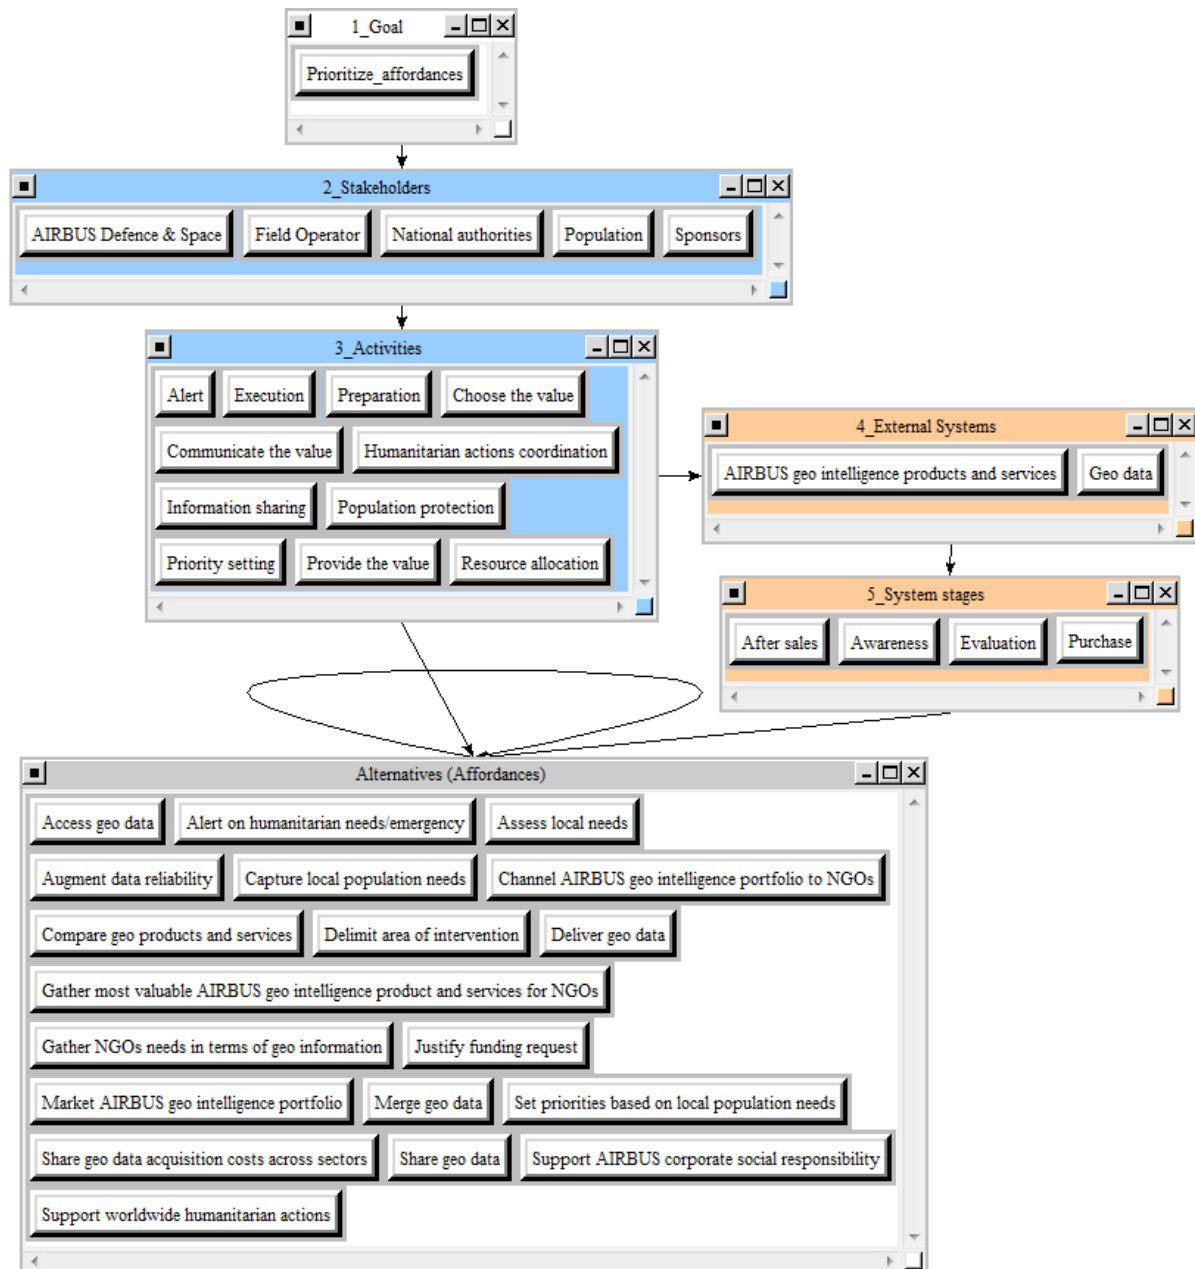 1_Goal
Prioritize_affordances
2_Stakeholders
AIRBUS Defence & Space Field Operator National authorities Population Sponsors
3_Activities
Alert Execution Preparation Choose the value
Communicate the value Humanitarian actions coordination
Information sharing Population protection
Priority setting Provide the value Resource allocation
4_External Systems
AIRBUS geo intelligence products and services Geo data
5_System stages
After sales Awareness Evaluation Purchase
Alternatives (Affordances)
Access geo data Alert on humanitarian needs/emergency Assess local needs
Augment data reliability Capture local population needs Channel AIRBUS geo intelligence portfolio to NGOs
Compare geo products and services Delimit area of intervention Deliver geo data
Gather most valuable AIRBUS geo intelligence product and services for NGOs
Gather NGOs needs in terms of geo information Justify funding request
Market AIRBUS geo intelligence portfolio Merge geo data Set priorities based on local population needs
Share geo data acquisition costs across sectors Share geo data Support AIRBUS corporate social responsibility
Support worldwide humanitarian actions